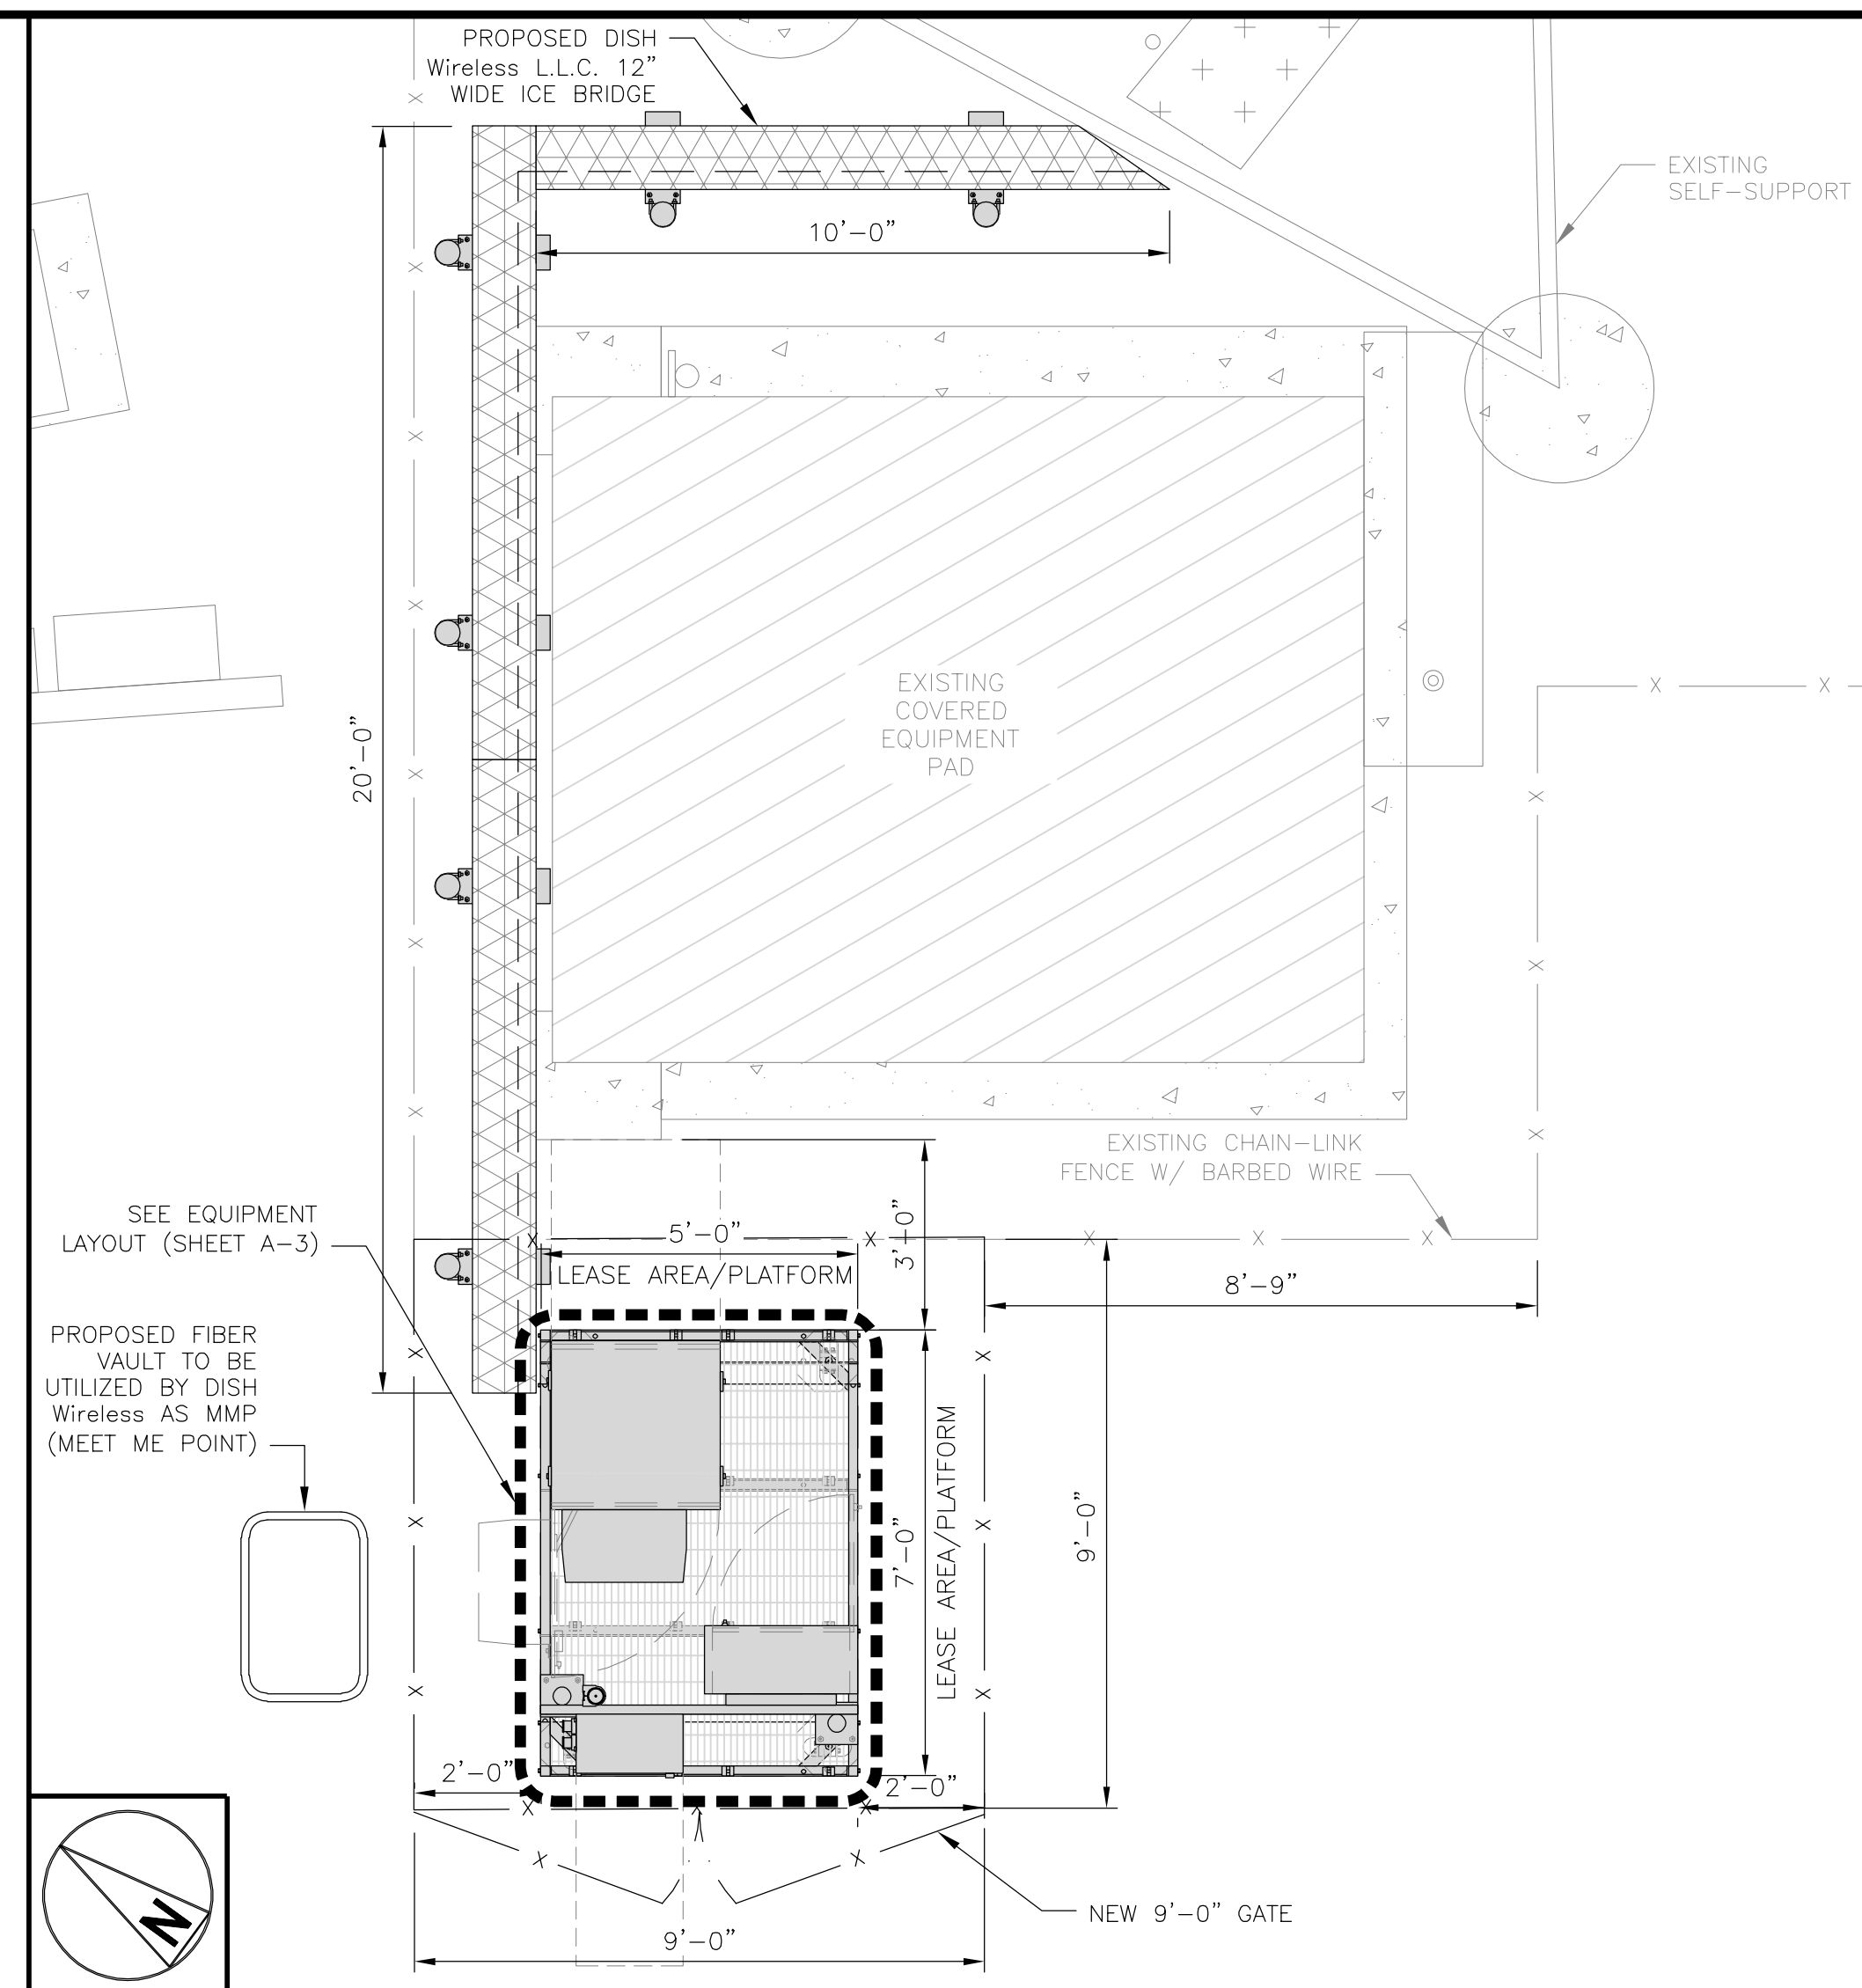 PROPOSED DISH
Wireless L.L.C. 12”
WIDE ICE BRIDGE
EXISTING
SELF-SUPPORT
10’-0”
20’-0”
EXISTING
COVERED
EQUIPMENT
PAD
EXISTING CHAIN-LINK
FENCE W/ BARBED WIRE
SEE EQUIPMENT
LAYOUT (SHEET A-3)
5’-0”
LEASE AREA/PLATFORM
3’-0”
8’-9”
PROPOSED FIBER
VAULT TO BE
UTILIZED BY DISH
Wireless AS MMP
(MEET ME POINT)
7’-0”
LEASE AREA/PLATFORM
9’-0”
2’-0”
2’-0”
N
NEW 9’-0” GATE
9’-0”